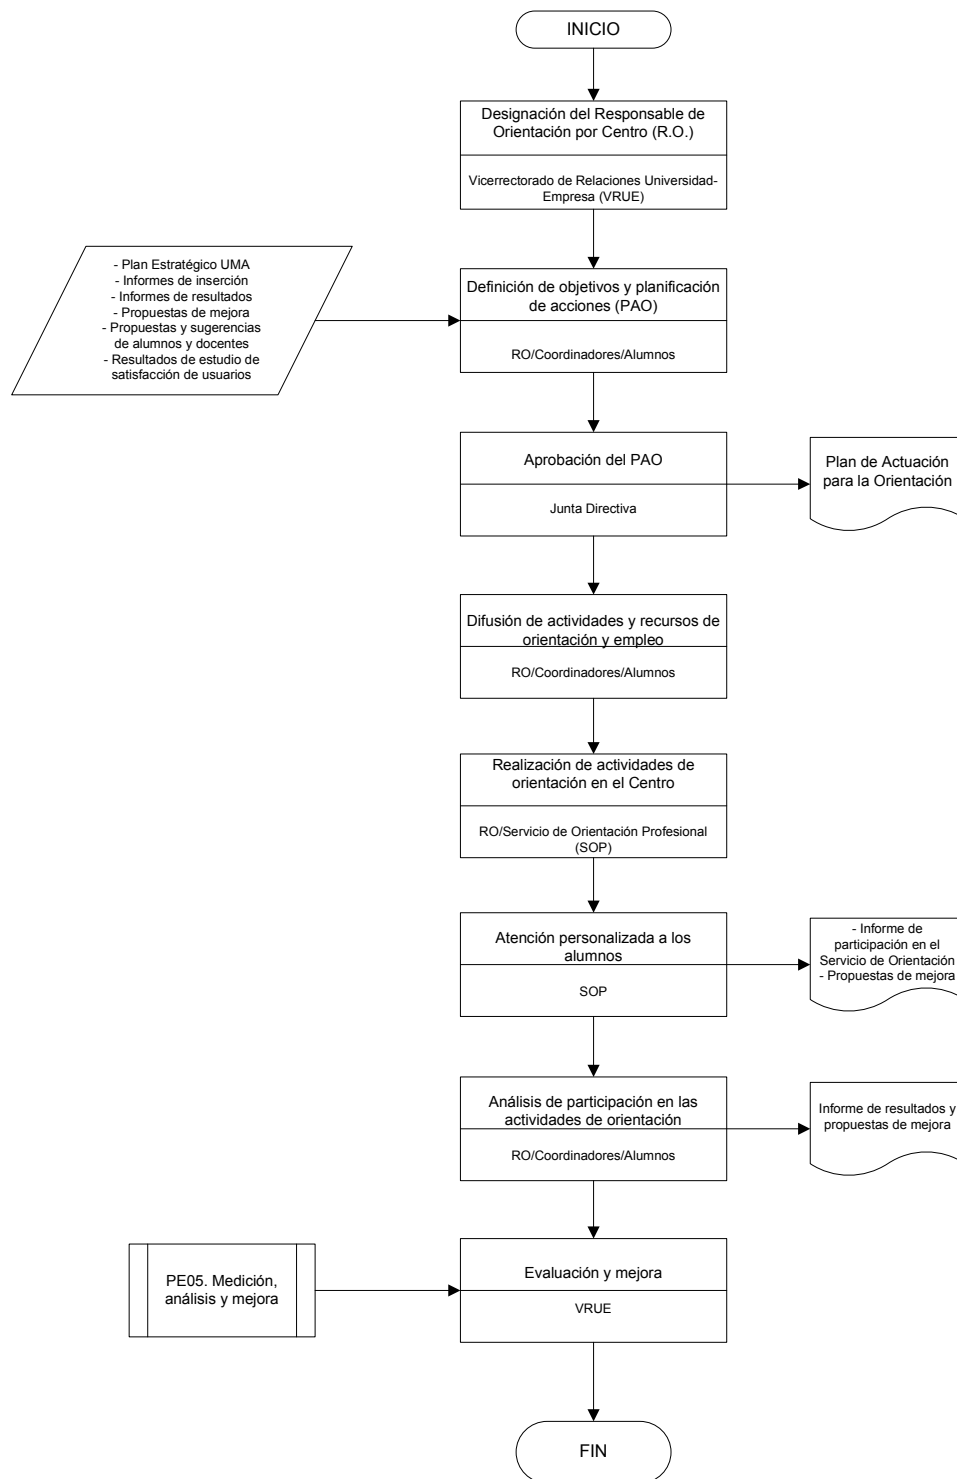 INICIO
Designación del Responsable de
Orientación por Centro (R.O.)
Vicerrectorado de Relaciones Universidad-
Empresa (VRUE)
- Plan Estratégico UMA
- Informes de inserción
- Informes de resultados
- Propuestas de mejora
- Propuestas y sugerencias
de alumnos y docentes
- Resultados de estudio de
satisfacción de usuarios
Definición de objetivos y planificación
de acciones (PAO)
RO/Coordinadores/Alumnos
Aprobación del PAO
Junta Directiva
Plan de Actuación
para la Orientación
Difusión de actividades y recursos de
orientación y empleo
RO/Coordinadores/Alumnos
Realización de actividades de
orientación en el Centro
RO/Servicio de Orientación Profesional
(SOP)
Atención personalizada a los
alumnos
SOP
- Informe de
participación en el
Servicio de Orientación
- Propuestas de mejora
Análisis de participación en las
actividades de orientación
RO/Coordinadores/Alumnos
Informe de resultados y
propuestas de mejora
PE05. Medición,
análisis y mejora
Evaluación y mejora
VRUE
FIN